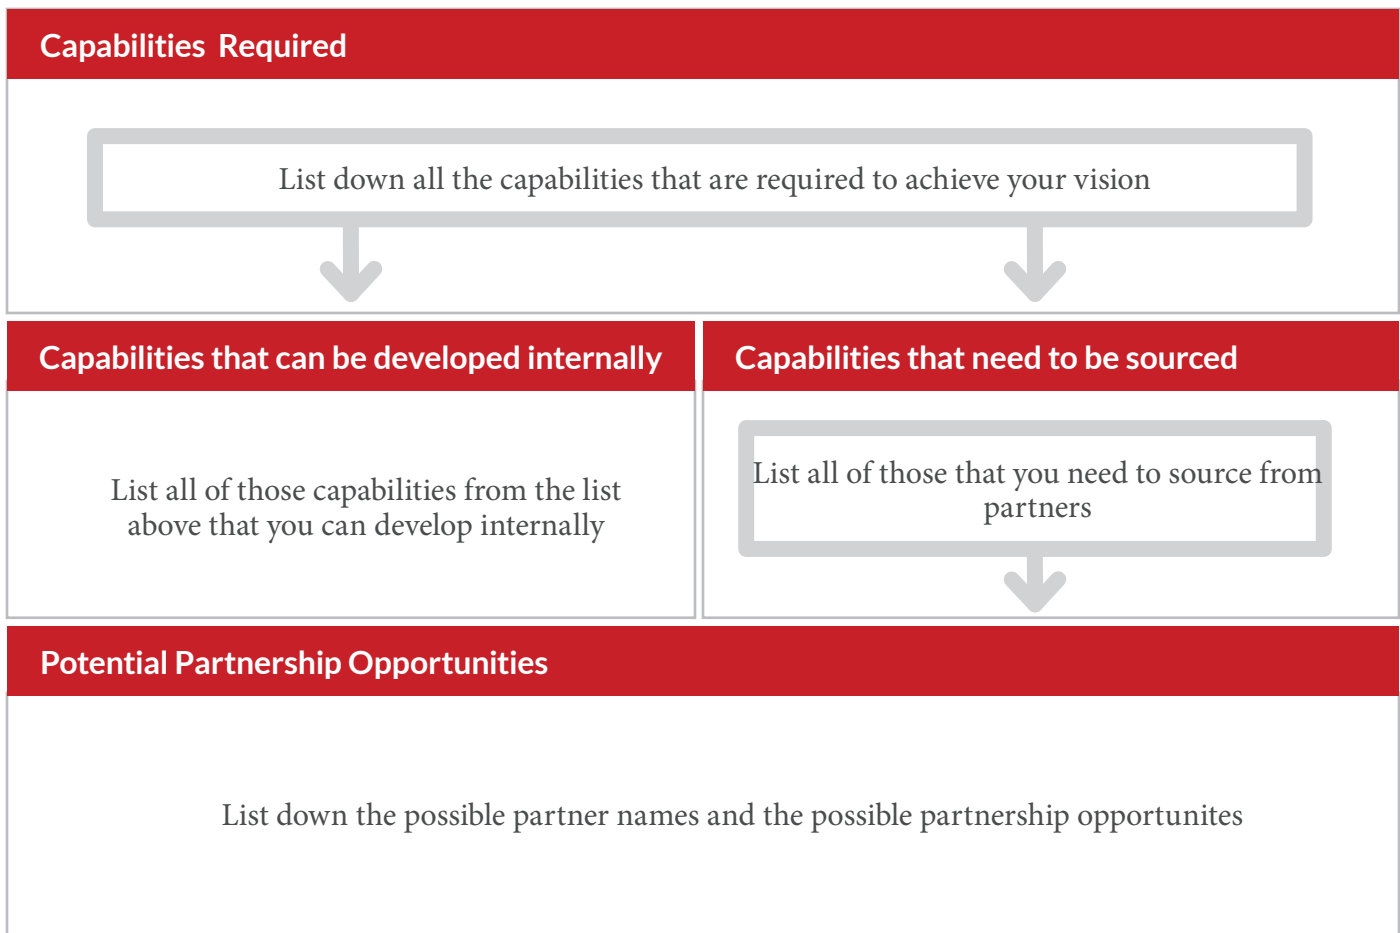 Capabilities Required
List down all the capabilities that are required to achieve your vision
Capabilities that can be developed internally
List all of those capabilities from the list
above that you can develop internally
Capabilities that need to be sourced
List all of those that you need to source from
partners
Potential Partnership Opportunities
List down the possible partner names and the possible partnership opportunites